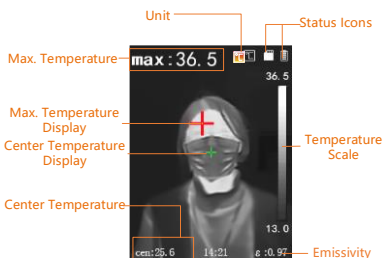 Unit
Status Icons
Max. Temperature
max:36.5
36.5
Max. Temperature
Display
Center Temperature
Display
Temperature
Scale
Center Temperature
13.0
cen:25.6
14:21
ε:0.97
Emissivity